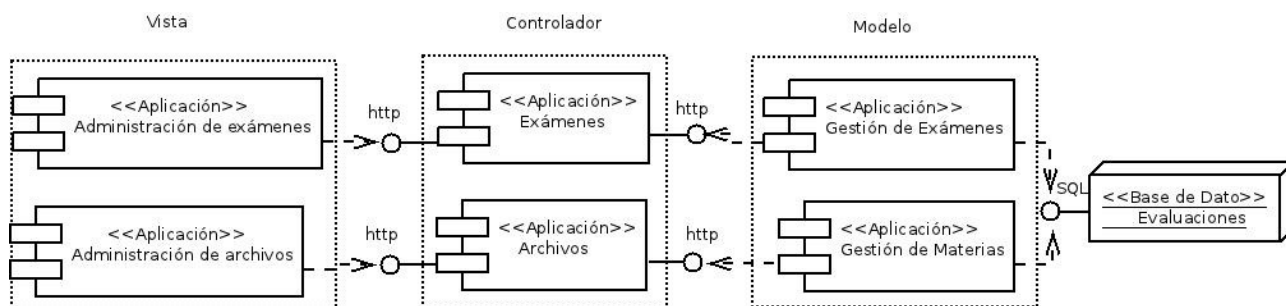 Vista
Controlador
Modelo
<<Aplicación>>
Administración de exámenes
http
<<Aplicación>>
Exámenes
http
<<Aplicación>>
Gestión de Exámenes
SQL
<<Base de Dato>>
Evaluaciones
<<Aplicación>>
Administración de archivos
http
<<Aplicación>>
Archivos
http
<<Aplicación>>
Gestión de Materias